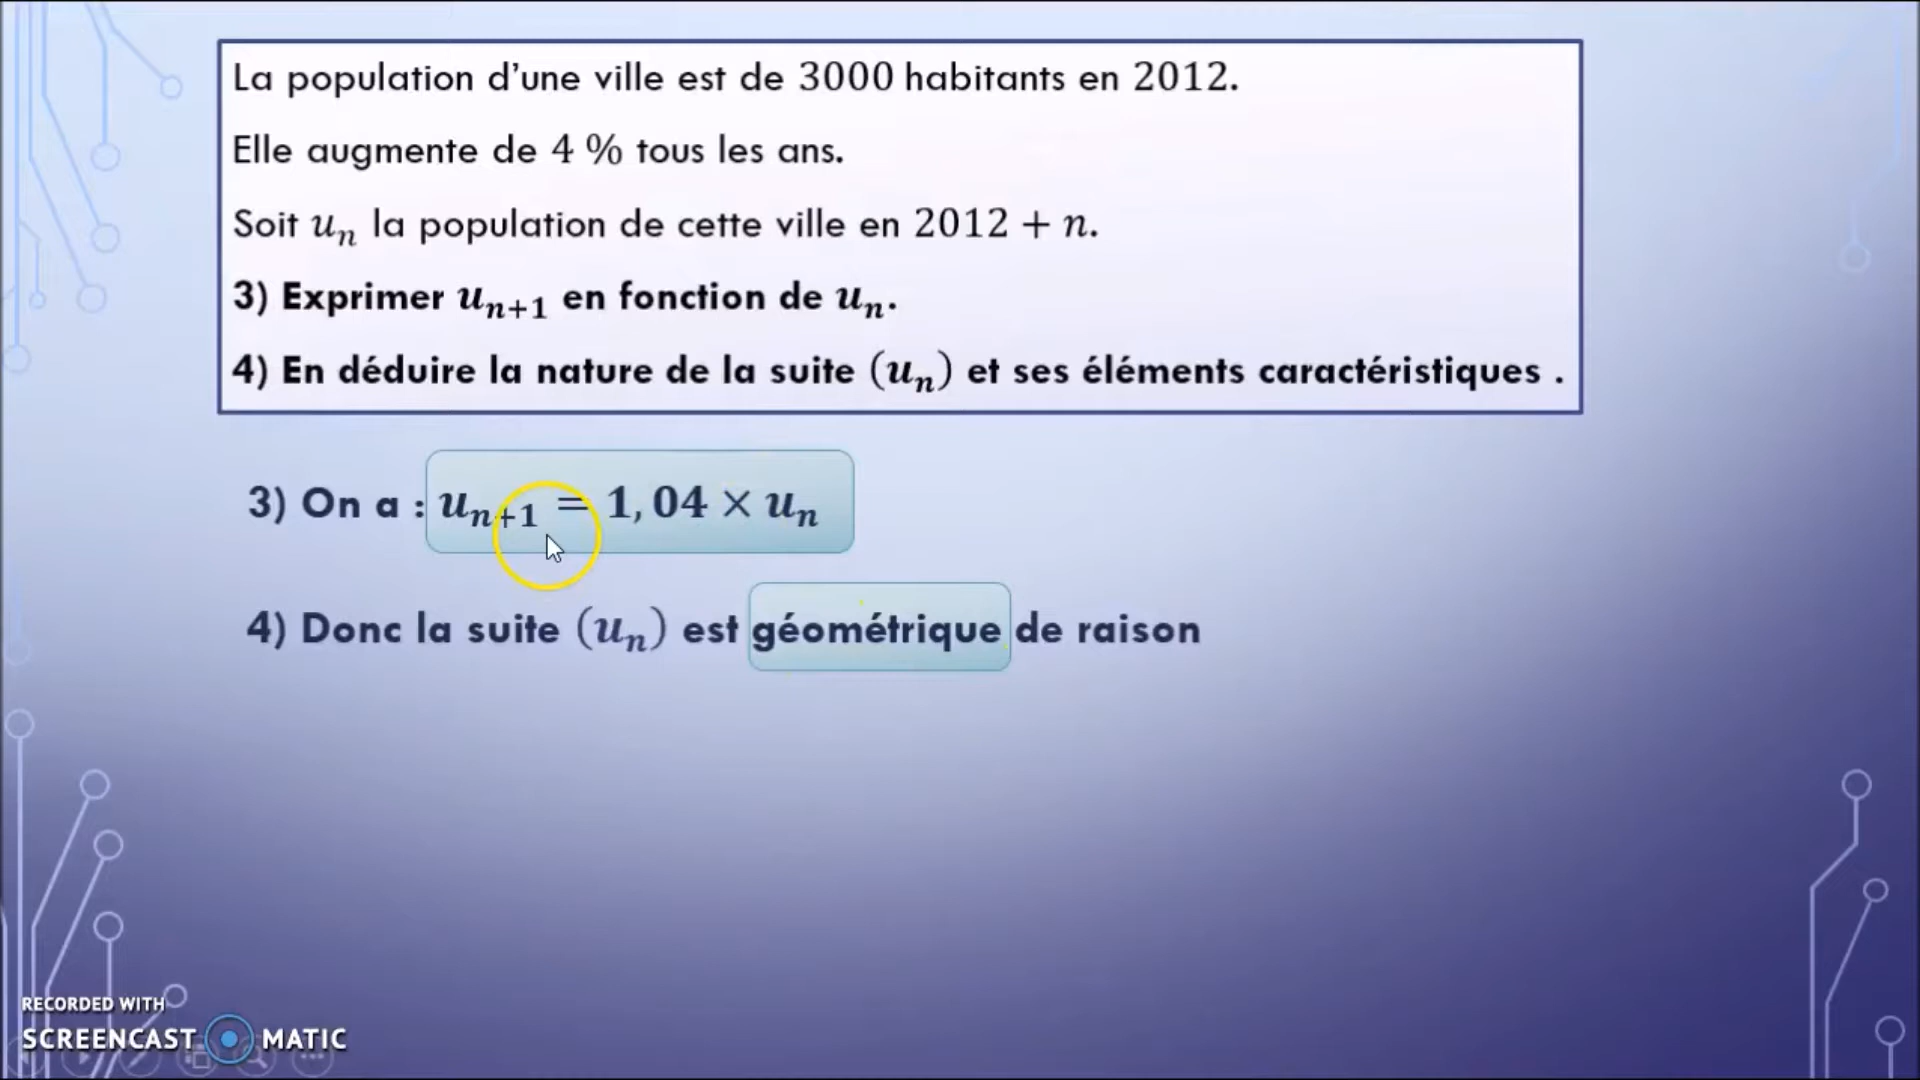 La population d’une ville est de 3000 habitants en 2012.
Elle augmente de 4 % tous les ans.
Soit uₙ la population de cette ville en 2012 + n.
3) Exprimer uₙ₊₁ en fonction de uₙ.
4) En déduire la nature de la suite (uₙ) et ses éléments caractéristiques .
3) On a : uₙ₊₁ = 1, 04 × uₙ
4) Donc la suite (uₙ) est géométrique de raison
RECORDED WITH
SCREENCAST MATIC